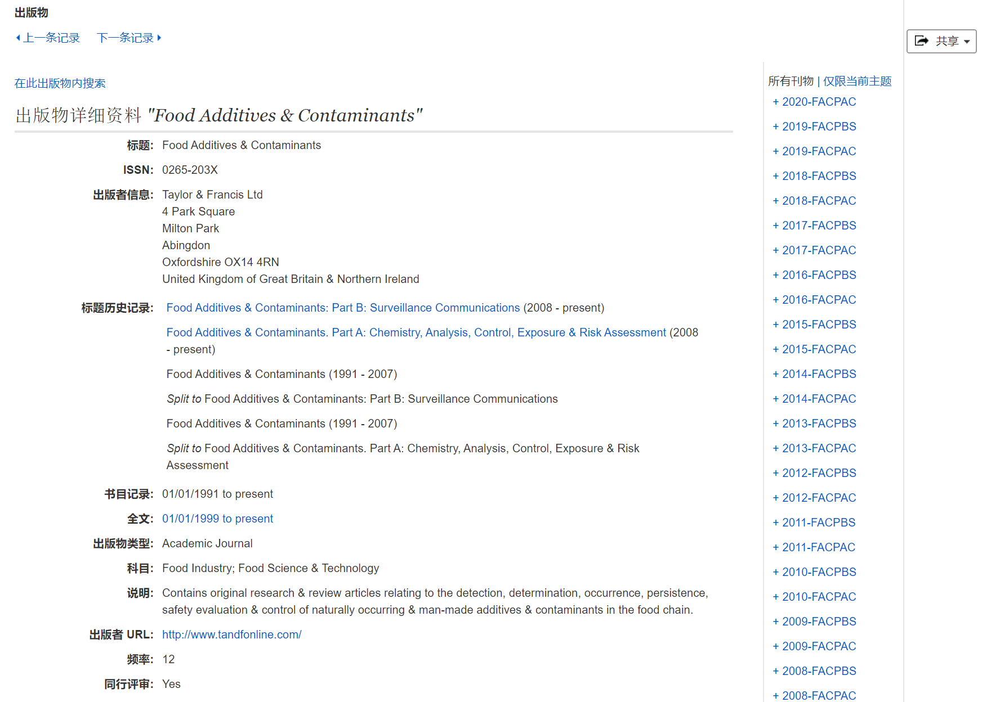 出版物
上一条记录 下一条记录
共享
在此出版物内搜索
出版物详细资料 "Food Additives & Contaminants"
标题: Food Additives & Contaminants
ISSN: 0265-203X
出版者信息: Taylor & Francis Ltd
4 Park Square
Milton Park
Abingdon
Oxfordshire OX14 4RN
United Kingdom of Great Britain & Northern Ireland
标题历史记录: Food Additives & Contaminants: Part B: Surveillance Communications (2008 - present)
Food Additives & Contaminants. Part A: Chemistry, Analysis, Control, Exposure & Risk Assessment (2008
- present)
Food Additives & Contaminants (1991 - 2007)
Split to Food Additives & Contaminants: Part B: Surveillance Communications
Food Additives & Contaminants (1991 - 2007)
Split to Food Additives & Contaminants. Part A: Chemistry, Analysis, Control, Exposure & Risk
Assessment
书目记录: 01/01/1991 to present
全文: 01/01/1999 to present
出版物类型: Academic Journal
科目: Food Industry; Food Science & Technology
说明: Contains original research & review articles relating to the detection, determination, occurrence, persistence,
safety evaluation & control of naturally occurring & man-made additives & contaminants in the food chain.
出版者 URL: http://www.tandfonline.com/
频率: 12
同行评审: Yes
所有刊物 | 仅限当前主题
+ 2020-FACPAC
+ 2019-FACPBS
+ 2019-FACPAC
+ 2018-FACPBS
+ 2018-FACPAC
+ 2017-FACPBS
+ 2017-FACPAC
+ 2016-FACPBS
+ 2016-FACPAC
+ 2015-FACPBS
+ 2015-FACPAC
+ 2014-FACPBS
+ 2014-FACPAC
+ 2013-FACPBS
+ 2013-FACPAC
+ 2012-FACPBS
+ 2012-FACPAC
+ 2011-FACPBS
+ 2011-FACPAC
+ 2010-FACPBS
+ 2010-FACPAC
+ 2009-FACPBS
+ 2009-FACPAC
+ 2008-FACPBS
+ 2008-FACPAC